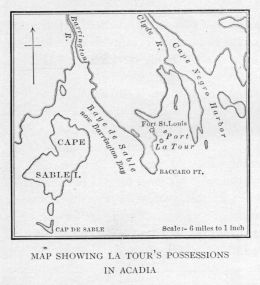 Barrington
R.
Clyde
R.
Cape Negro Harbor
Baye de Sable
now Barrington Bay
Fort St. Louis
Port
La Tour
CAPE
SABLE I.
BACCARO PT.
CAP DE SABLE
Scale:- 6 miles to 1 inch
MAP SHOWING LA TOUR'S POSSESSIONS
IN ACADIA